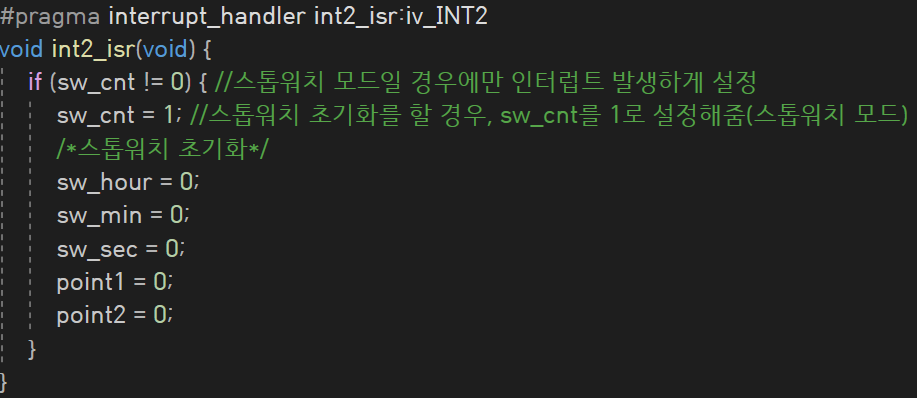 #pragma interrupt_handler int2_isr:iv_INT2
void int2_isr(void) {
if (sw_cnt != 0) { //스톱워치 모드일 경우에만 인터럽트 발생하게 설정
sw_cnt = 1; //스톱워치 초기화를 할 경우, sw_cnt를 1로 설정해줌(스톱워치 모드)
/*스톱워치 초기화*/
sw_hour = 0;
sw_min = 0;
sw_sec = 0;
point1 = 0;
point2 = 0;
}
}